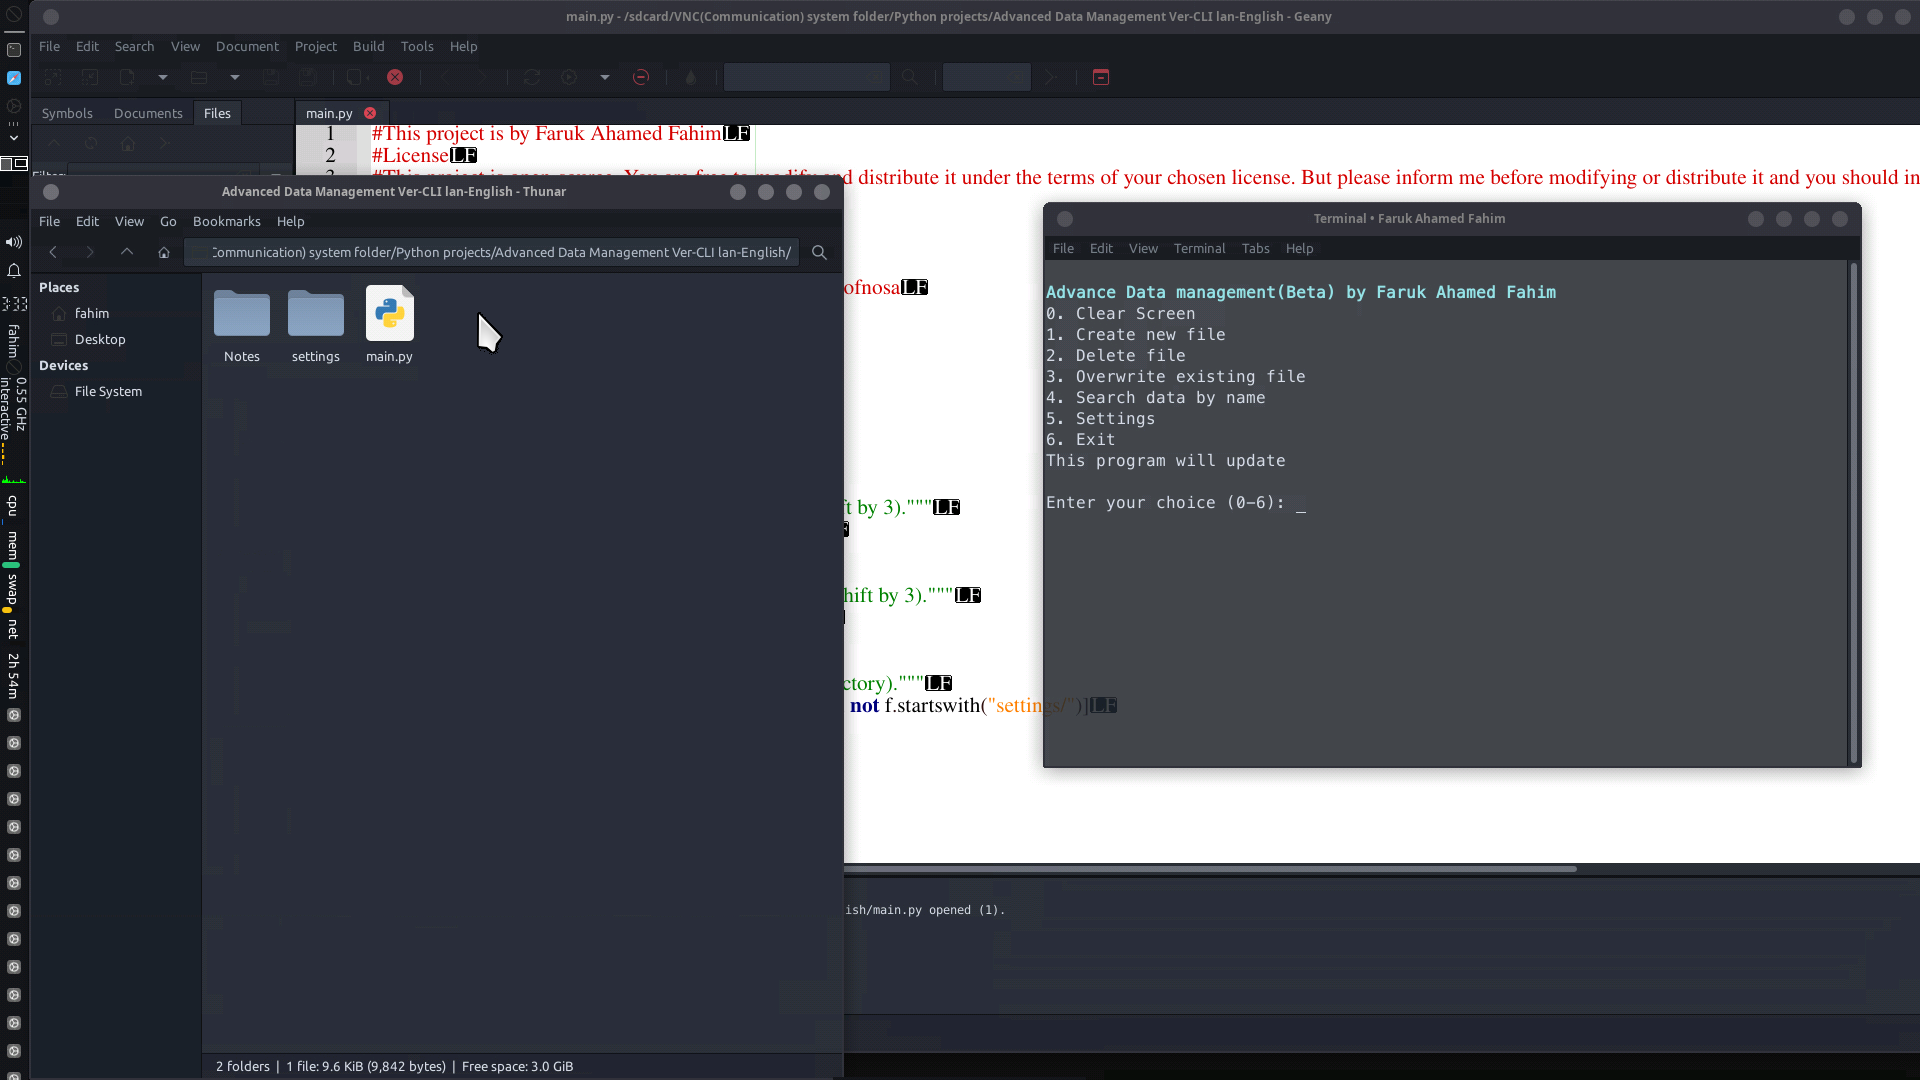 main.py - /sdcard/VNC(Communication) system folder/Python projects/Advanced Data Management Ver-CLI lan-English - Geany
File Edit Search View Document Project Build Tools Help
Symbols Documents Files
main.py
1 #This project is by Faruk Ahamed Fahim LF
2 #License LF
d distribute it under the terms of your chosen license. But please inform me before modifying or distribute it and you should in
Advanced Data Management Ver-CLI lan-English - Thunar
File Edit View Go Bookmarks Help
Communication) system folder/Python projects/Advanced Data Management Ver-CLI lan-English/
Places
fahim
Desktop
Devices
File System
Notes settings main.py
2 folders | 1 file: 9.6 KiB (9,842 bytes) | Free space: 3.0 GiB
ofnosa LF
t by 3).""" LF
hift by 3).""" LF
ctory).""" LF
not f.startswith("settings/")] LF
ish/main.py opened (1).
Terminal • Faruk Ahamed Fahim
File Edit View Terminal Tabs Help
Advance Data management(Beta) by Faruk Ahamed Fahim
0. Clear Screen
1. Create new file
2. Delete file
3. Overwrite existing file
4. Search data by name
5. Settings
6. Exit
This program will update
Enter your choice (0-6): _
3:33
fahim
0.55 GHz
interactive
cpu
mem
swap
net
2h 54m